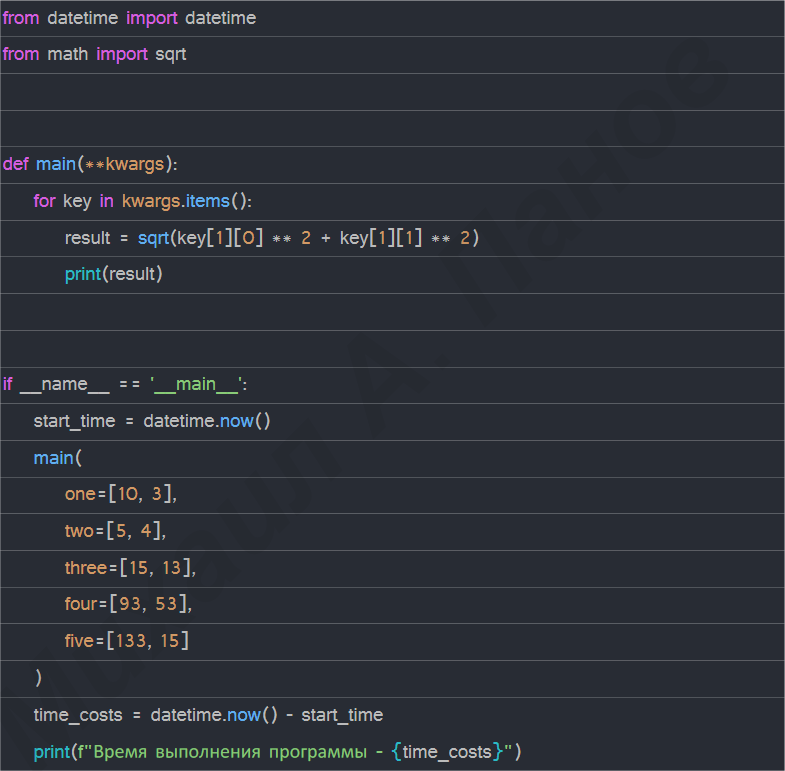 from datetime import datetime
from math import sqrt
def main(**kwargs):
for key in kwargs.items():
result = sqrt(key[1][0] ** 2 + key[1][1] ** 2)
print(result)
if __name__ == '__main__':
start_time = datetime.now()
main(
one=[10, 3],
two=[5, 4],
three=[15, 13],
four=[93, 53],
five=[133, 15]
)
time_costs = datetime.now() - start_time
print(f"Время выполнения программы - {time_costs}")
Михаил А. Панов